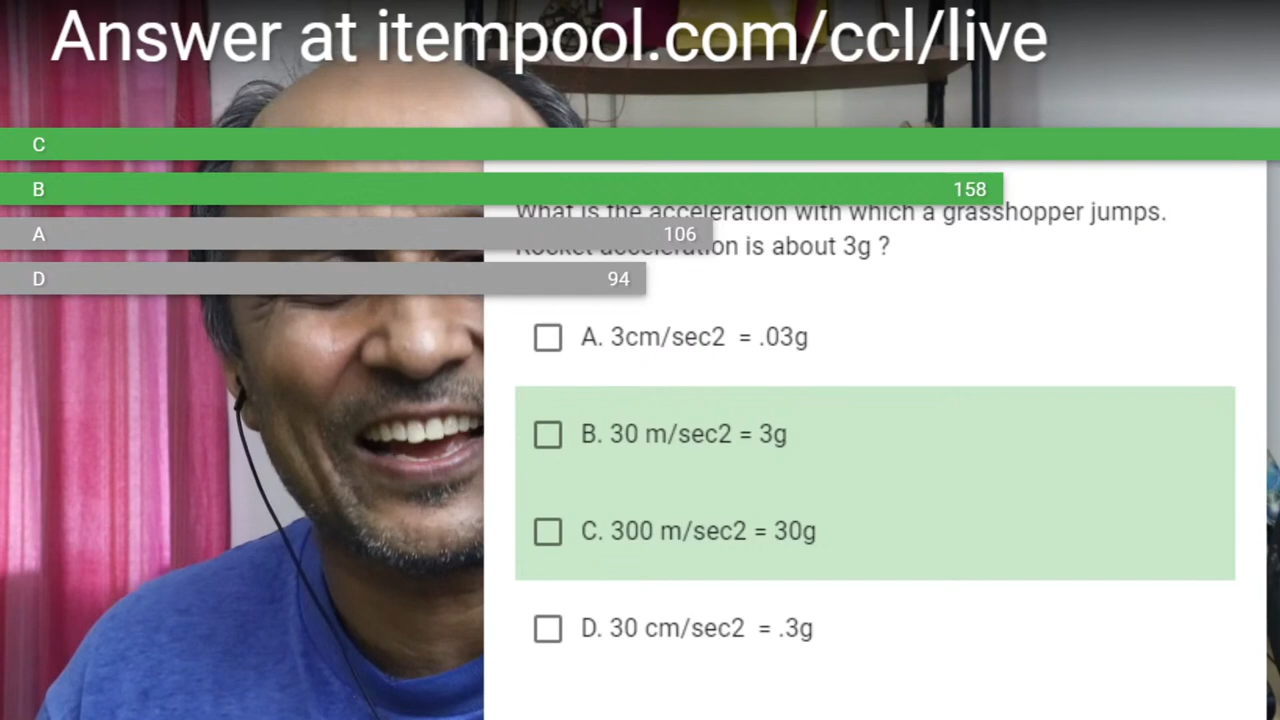 Answer at itempool.com/ccl/live
C
B 158
A 106
D 94
What is the acceleration with which a grasshopper jumps.
Rocket acceleration is about 3g ?
A. 3cm/sec2 = .03g
B. 30 m/sec2 = 3g
C. 300 m/sec2 = 30g
D. 30 cm/sec2 = .3g